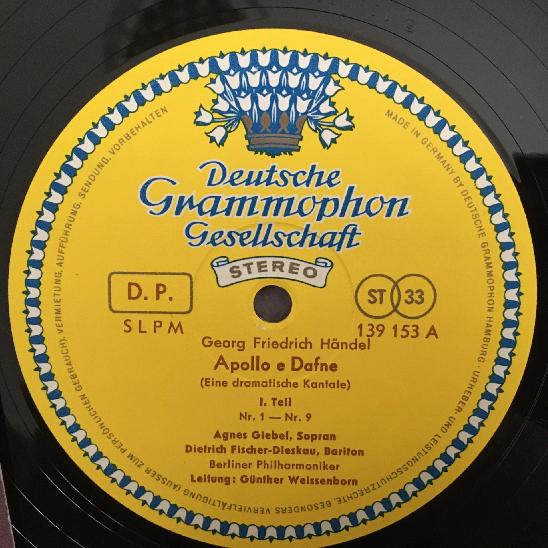 Deutsche
Grammophon
Gesellschaft
STEREO
D. P.
SLPM
ST 33
139 153 A
Georg Friedrich Händel
Apollo e Dafne
(Eine dramatische Kantate)
I. Teil
Nr. 1 — Nr. 9
Agnes Giebel, Sopran
Dietrich Fischer-Dieskau, Bariton
Berliner Philharmoniker
Leitung: Günther Weissenborn
MADE IN GERMANY BY DEUTSCHE GRAMMOPHON HAMBURG · URHEBER- UND LEISTUNGSSCHUTZRECHTE, BESONDERS VERVIELFÄLTIGUNG (AUSSER ZUM PERSÖNLICHEN GEBRAUCH), VERMIETUNG, AUFFÜHRUNG, SENDUNG, VORBEHALTEN